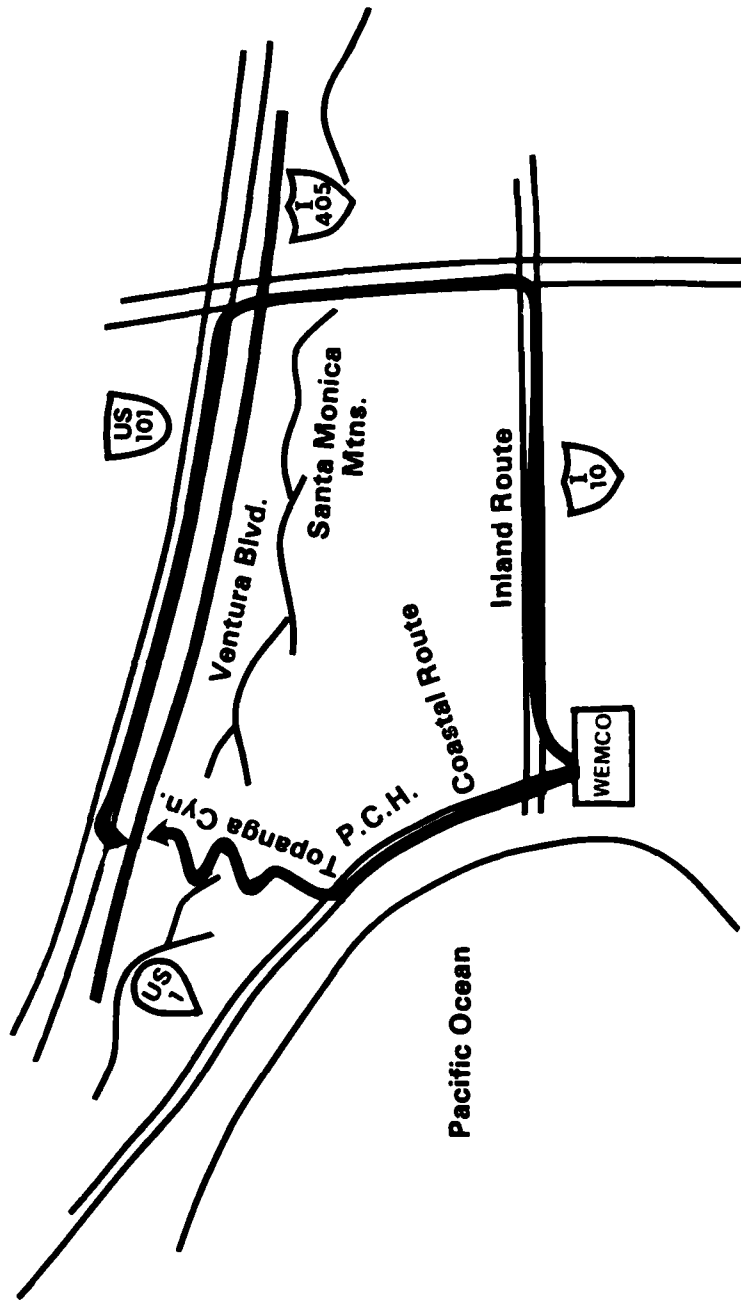 US
101
I
405
Ventura Blvd.
Santa Monica
Mtns.
Topanga Cyn.
US
1
P.C.H.
Coastal Route
Inland Route
I
10
WEMCO
Pacific Ocean